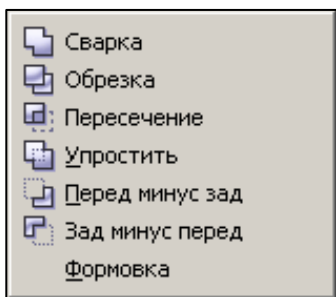 Сварка
Обрезка
Пересечение
Упростить
Перед минус зад
Зад минус перед
Формовка